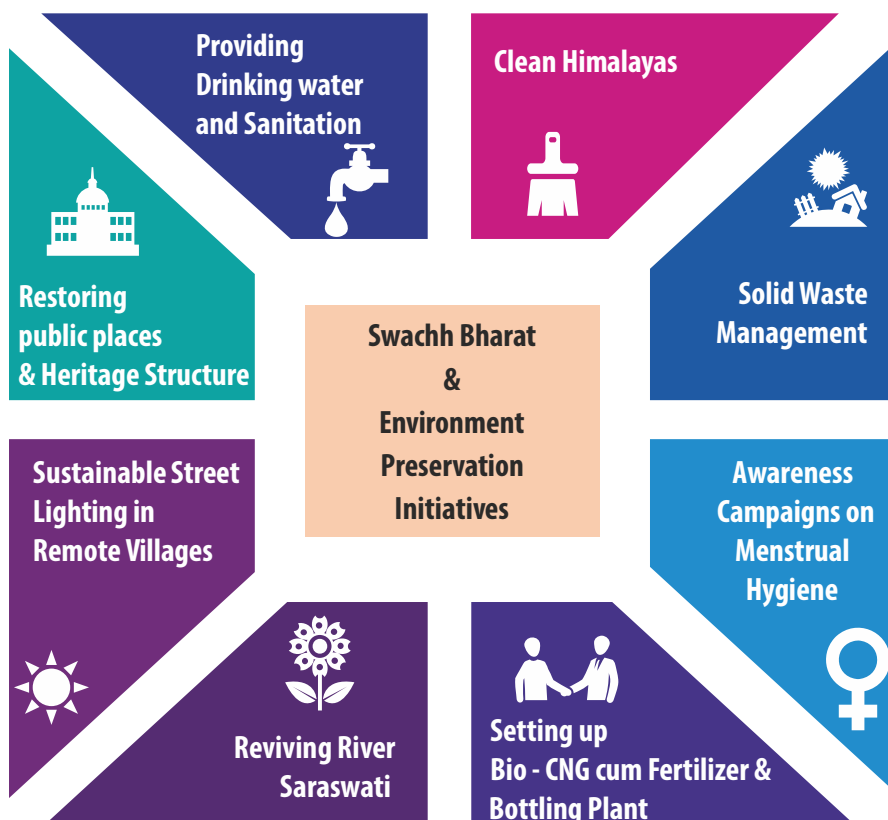 Providing
Drinking water
and Sanitation
Clean Himalayas
Solid Waste
Management
Awareness
Campaigns on
Menstrual
Hygiene
Setting up
Bio - CNG cum Fertilizer &
Bottling Plant
Reviving River
Saraswati
Sustainable Street
Lighting in
Remote Villages
Restoring
public places
& Heritage Structure
Swachh Bharat
&
Environment
Preservation
Initiatives